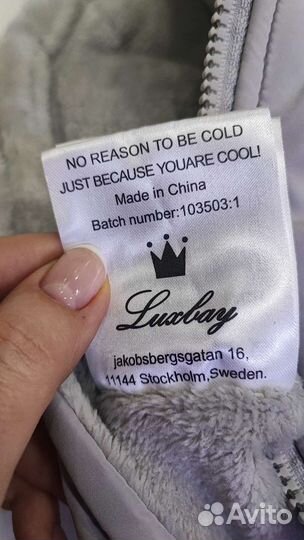 NO REASON TO BE COLD
JUST BECAUSE YOUARE COOL!
Made in China
Batch number:103503:1
Luxbay
jakobsbergsgatan 16,
11144 Stockholm,Sweden.
Avito